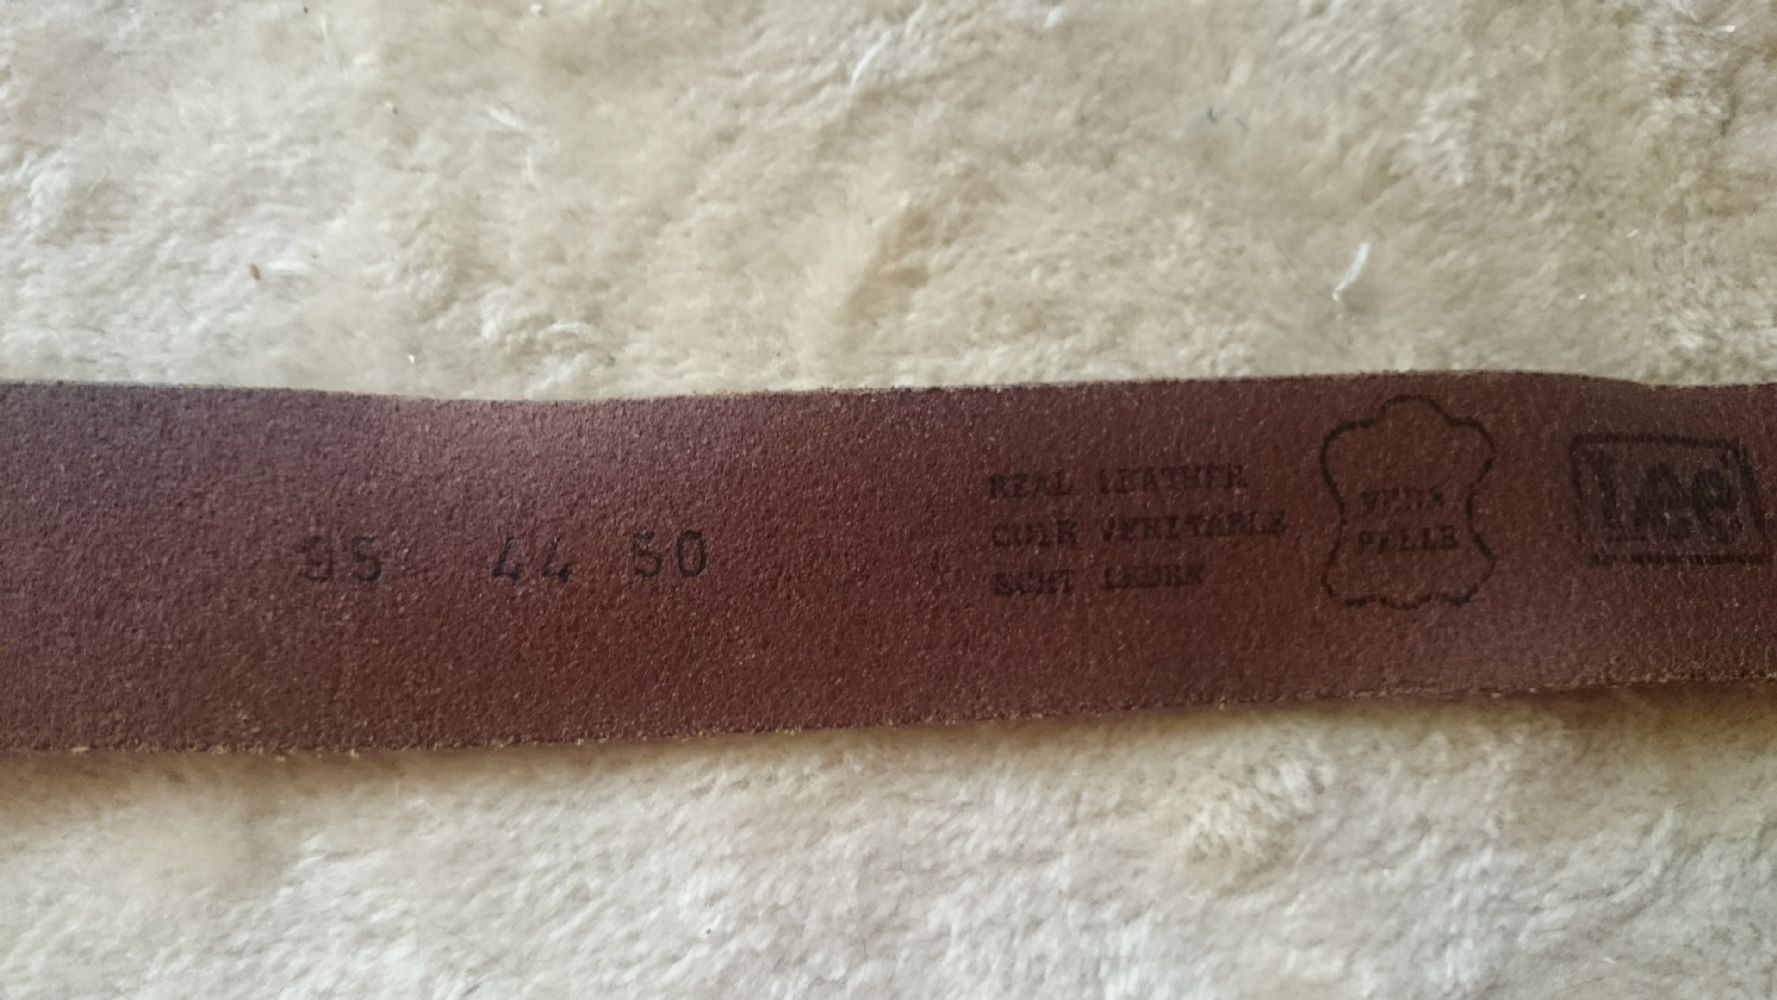 95 44 50
REAL LEATHER
CUIR VERITABLE
ECHT LEDER
VERA
PELLE
Lee